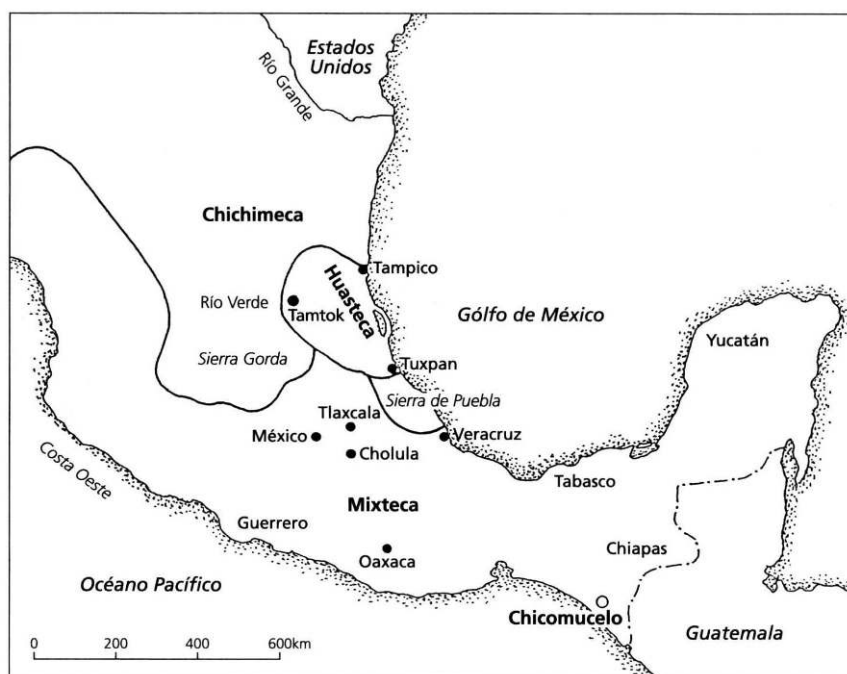 Estados
Unidos
Río Grande
Chichimeca
Tampico
Huasteca
Río Verde
Tamtok
Gólfo de México
Yucatán
Sierra Gorda
Tuxpan
Sierra de Puebla
Tlaxcala
México
Veracruz
Cholula
Costa Oeste
Tabasco
Mixteca
Guerrero
Chiapas
Oaxaca
Océano Pacífico
Chicomucelo
Guatemala
0 200 400 600km